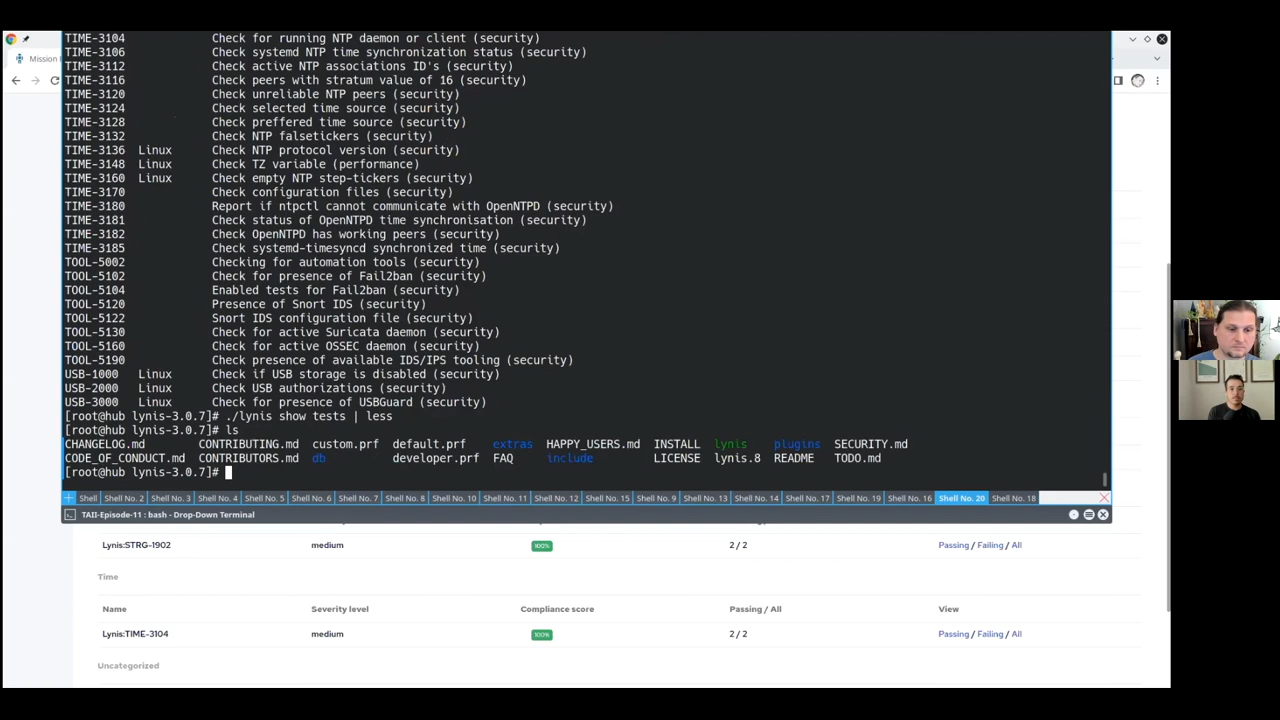 Mission
TIME-3104 Check for running NTP daemon or client (security)
TIME-3106 Check systemd NTP time synchronization status (security)
TIME-3112 Check active NTP associations ID's (security)
TIME-3116 Check peers with stratum value of 16 (security)
TIME-3120 Check unreliable NTP peers (security)
TIME-3124 Check selected time source (security)
TIME-3128 Check preffered time source (security)
TIME-3132 Check NTP falsetickers (security)
TIME-3136 Linux Check NTP protocol version (security)
TIME-3148 Linux Check TZ variable (performance)
TIME-3160 Linux Check empty NTP step-tickers (security)
TIME-3170 Check configuration files (security)
TIME-3180 Report if ntpctl cannot communicate with OpenNTPD (security)
TIME-3181 Check status of OpenNTPD time synchronisation (security)
TIME-3182 Check OpenNTPD has working peers (security)
TIME-3185 Check systemd-timesyncd synchronized time (security)
TOOL-5002 Checking for automation tools (security)
TOOL-5102 Check for presence of Fail2ban (security)
TOOL-5104 Enabled tests for Fail2ban (security)
TOOL-5120 Presence of Snort IDS (security)
TOOL-5122 Snort IDS configuration file (security)
TOOL-5130 Check for active Suricata daemon (security)
TOOL-5160 Check for active OSSEC daemon (security)
TOOL-5190 Check presence of available IDS/IPS tooling (security)
USB-1000 Linux Check if USB storage is disabled (security)
USB-2000 Linux Check USB authorizations (security)
USB-3000 Linux Check for presence of USBGuard (security)
[root@hub lynis-3.0.7]# ./lynis show tests | less
[root@hub lynis-3.0.7]# ls
CHANGELOG.md CONTRIBUTING.md custom.prf default.prf extras HAPPY_USERS.md INSTALL lynis plugins SECURITY.md
CODE_OF_CONDUCT.md CONTRIBUTORS.md db developer.prf FAQ include LICENSE lynis.8 README TODO.md
[root@hub lynis-3.0.7]#
Shell Shell No. 2 Shell No. 3 Shell No. 4 Shell No. 5 Shell No. 6 Shell No. 7 Shell No. 8 Shell No. 10 Shell No. 11 Shell No. 12 Shell No. 15 Shell No. 9 Shell No. 13 Shell No. 14 Shell No. 17 Shell No. 19 Shell No. 16 Shell No. 20 Shell No. 18
TAII-Episode-11 : bash - Drop-Down Terminal
Lynis:STRG-1902 medium 100% 2 / 2 Passing / Failing / All
Time
Name Severity level Compliance score Passing / All View
Lynis:TIME-3104 medium 100% 2 / 2 Passing / Failing / All
Uncategorized